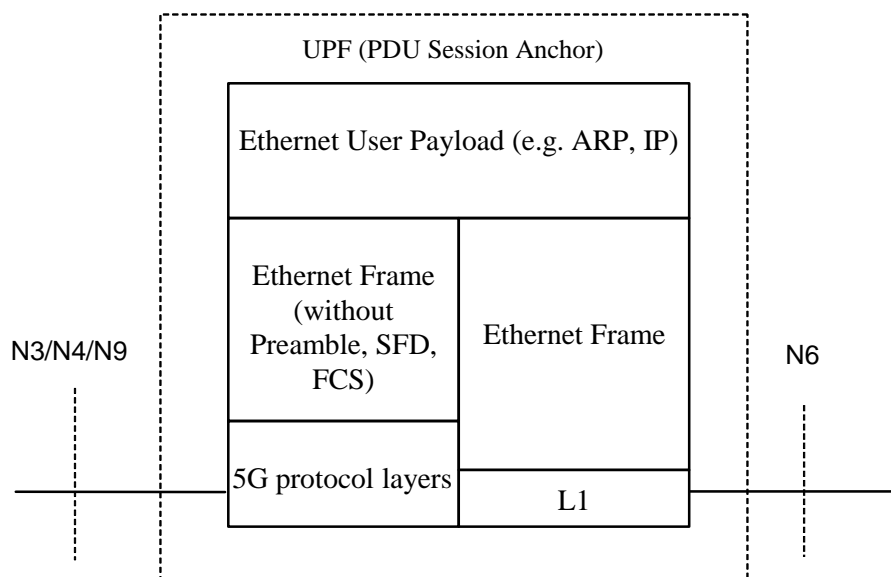 UPF (PDU Session Anchor)
Ethernet User Payload (e.g. ARP, IP)
Ethernet Frame
(without
Preamble, SFD,
FCS)
Ethernet Frame
N3/N4/N9
N6
5G protocol layers
L1